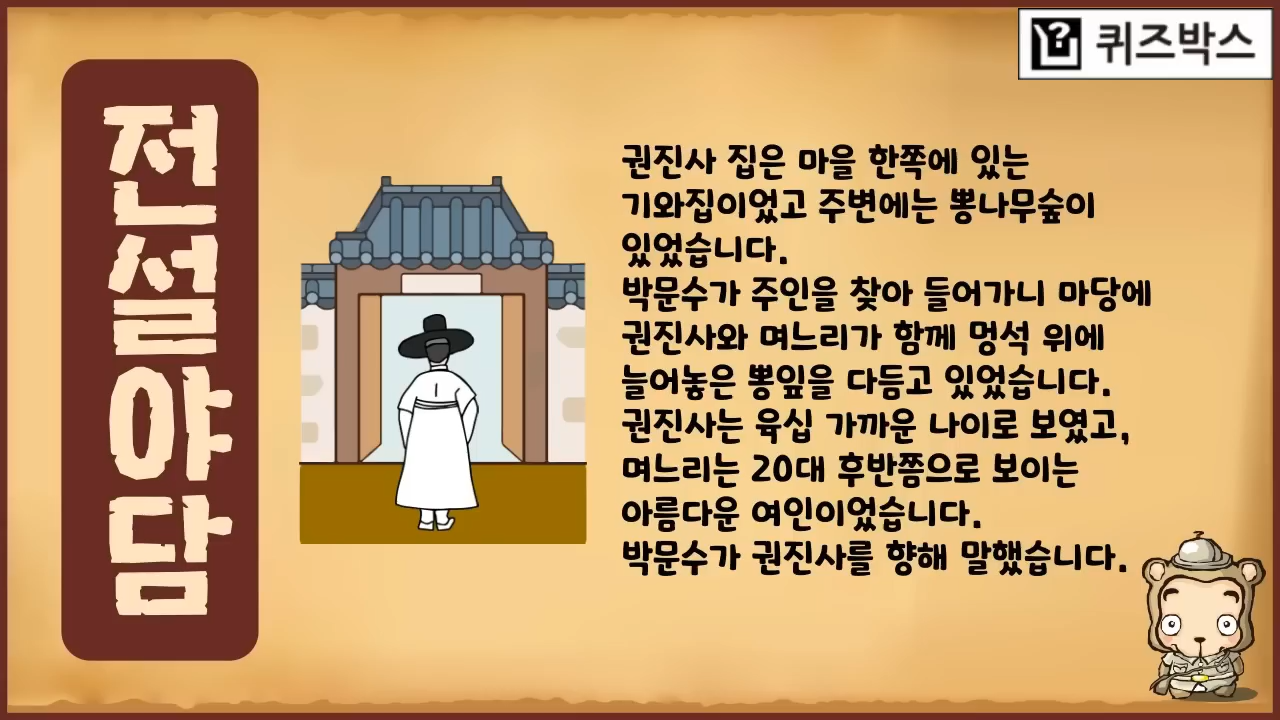 퀴즈박스
전설야담
권진사 집은 마을 한쪽에 있는
기와집이었고 주변에는 뽕나무숲이
있었습니다.
박문수가 주인을 찾아 들어가니 마당에
권진사와 며느리가 함께 멍석 위에
늘어놓은 뽕잎을 다듬고 있었습니다.
권진사는 육십 가까운 나이로 보였고,
며느리는 20대 후반쯤으로 보이는
아름다운 여인이었습니다.
박문수가 권진사를 향해 말했습니다.